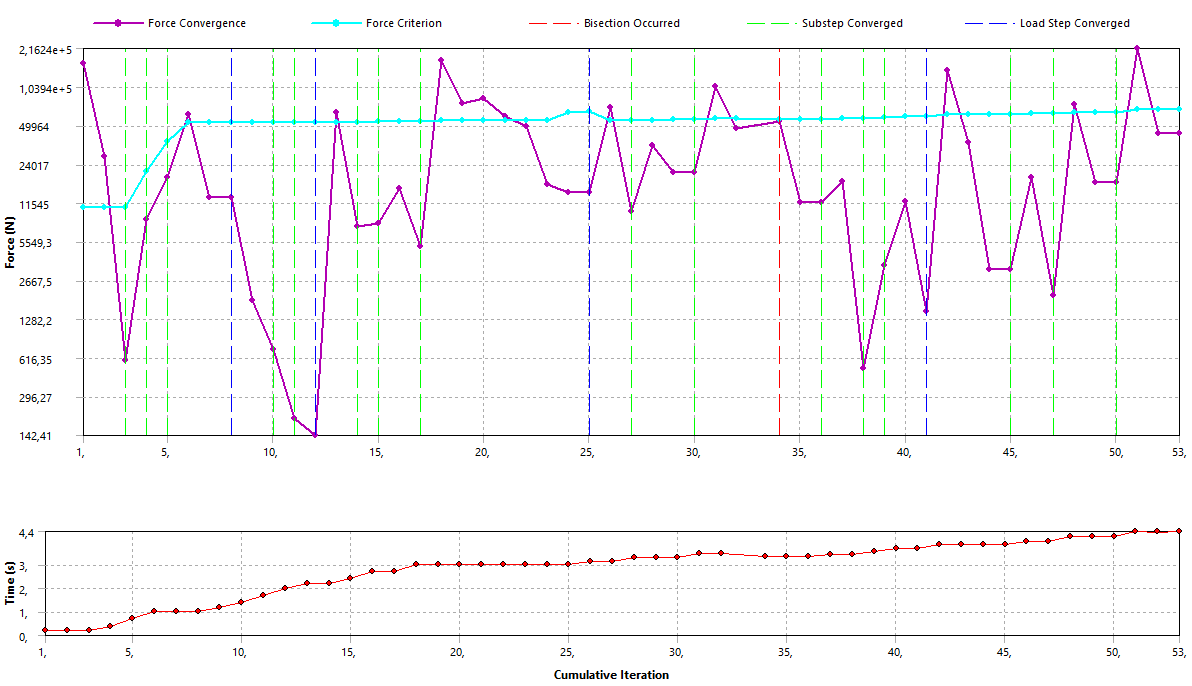 Force Convergence Force Criterion Bisection Occurred Substep Converged Load Step Converged
2,1624e+5
1,0394e+5
49964
24017
11545
5549,3
2667,5
1282,2
616,35
296,27
142,41
Force (N)
1, 5, 10, 15, 20, 25, 30, 35, 40, 45, 50, 53,
4,4
3,
2,
1,
0,
Time (s)
1, 5, 10, 15, 20, 25, 30, 35, 40, 45, 50, 53,
Cumulative Iteration